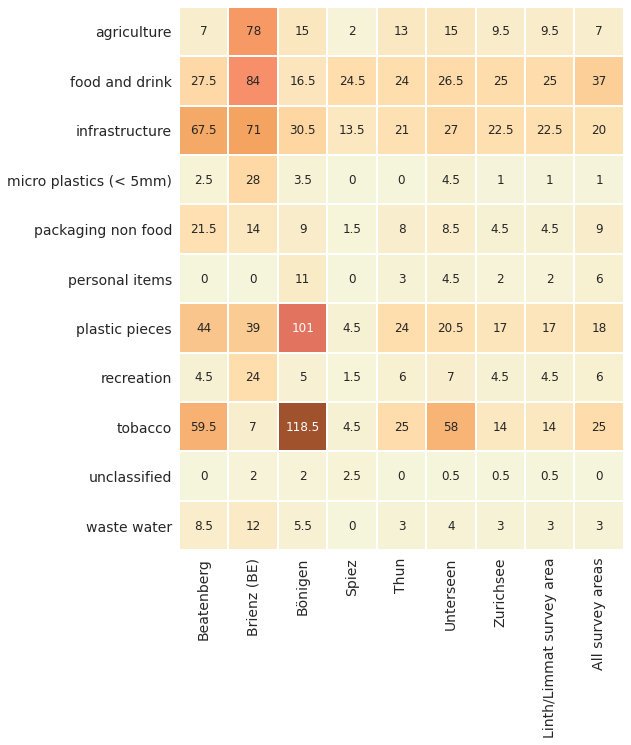 agriculture 7 78 15 2 13 15 9.5 9.5 7
food and drink 27.5 84 16.5 24.5 24 26.5 25 25 37
infrastructure 67.5 71 30.5 13.5 21 27 22.5 22.5 20
micro plastics (< 5mm) 2.5 28 3.5 0 0 4.5 1 1 1
packaging non food 21.5 14 9 1.5 8 8.5 4.5 4.5 9
personal items 0 0 11 0 3 4.5 2 2 6
plastic pieces 44 39 101 4.5 24 20.5 17 17 18
recreation 4.5 24 5 1.5 6 7 4.5 4.5 6
tobacco 59.5 7 118.5 4.5 25 58 14 14 25
unclassified 0 2 2 2.5 0 0.5 0.5 0.5 0
waste water 8.5 12 5.5 0 3 4 3 3 3
Beatenberg
Brienz (BE)
Bönigen
Spiez
Thun
Unterseen
Zurichsee
Linth/Limmat survey area
All survey areas